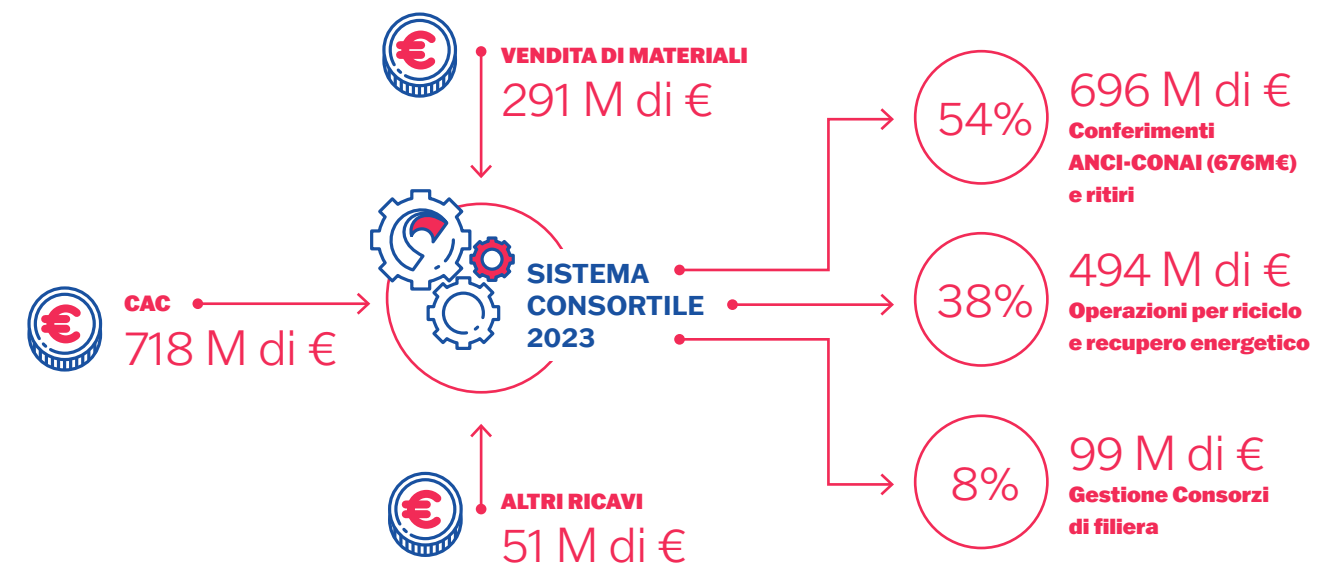 VENDITA DI MATERIALI
291 M di €
CAC
718 M di €
ALTRI RICAVI
51 M di €
SISTEMA
CONSORTILE
2023
54%
696 M di €
Conferimenti
ANCI-CONAI (676M€)
e ritiri
38%
494 M di €
Operazioni per riciclo
e recupero energetico
8%
99 M di €
Gestione Consorzi
di filiera